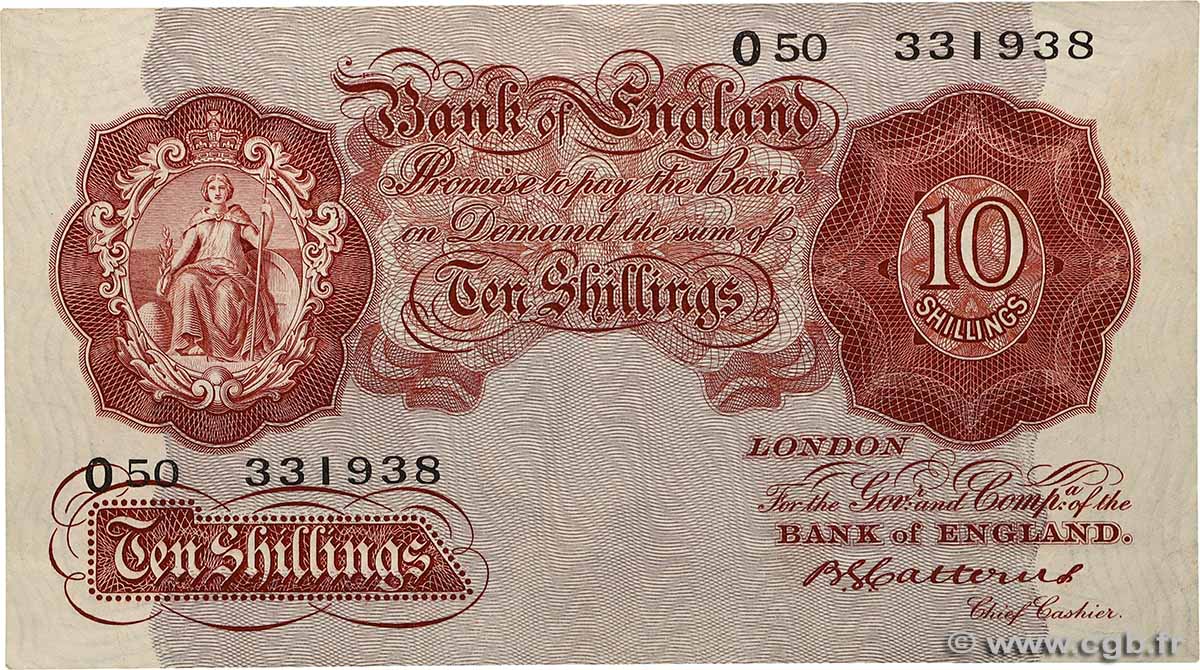 O 50 331938
Bank of England
Promise to pay the Bearer
on Demand the sum of
Ten Shillings
10
SHILLINGS
O 50 331938
Ten Shillings
LONDON
For the Govr. and Compa. of the
BANK of ENGLAND.
B G Catterns
Chief Cashier.
© www.cgb.fr